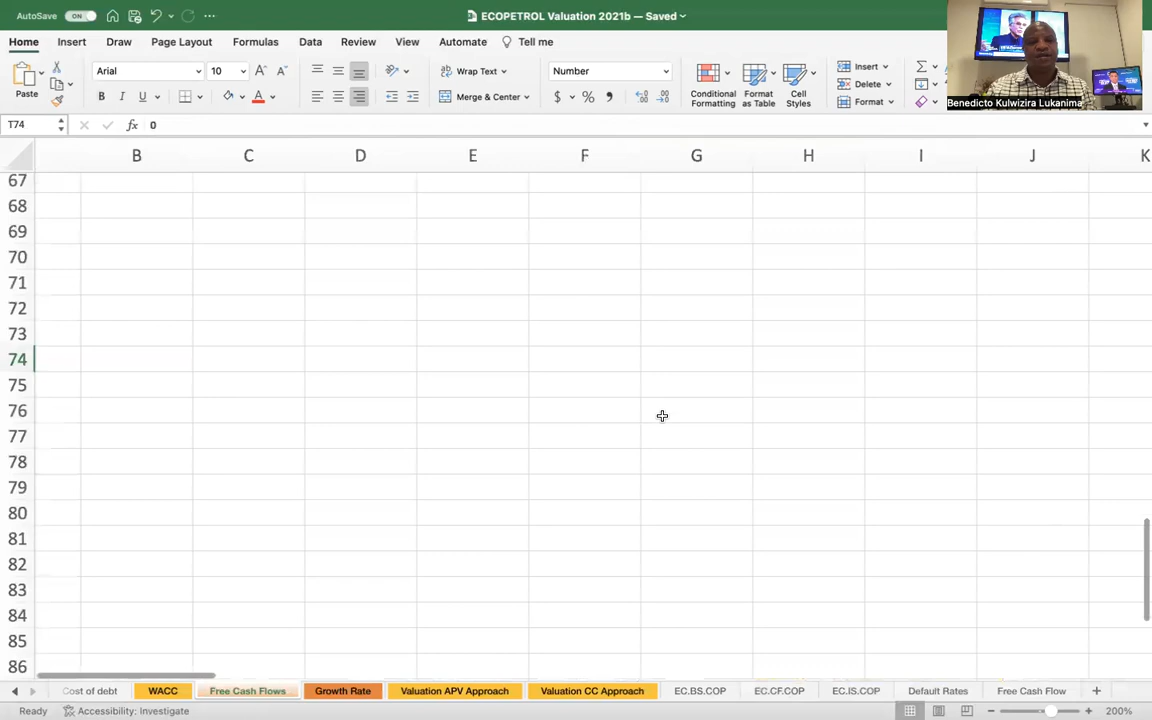 AutoSave ON ECOPETROL Valuation 2021b — Saved
Home Insert Draw Page Layout Formulas Data Review View Automate Tell me
Paste Arial 10 Wrap Text Number Conditional Formatting Format as Table Cell Styles Insert
B I U Merge & Center $ % Delete
Format
Benedicto Kulwizira Lukanima
T74 fx 0
B C D E F G H I J K
67
68
69
70
71
72
73
74
75
76
77
78
79
80
81
82
83
84
85
86
Cost of debt WACC Free Cash Flows Growth Rate Valuation APV Approach Valuation CC Approach EC.BS.COP EC.CF.COP EC.IS.COP Default Rates Free Cash Flow
Ready Accessibility: Investigate 200%